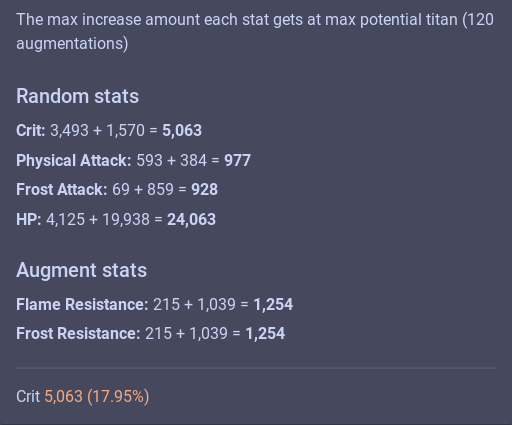 The max increase amount each stat gets at max potential titan (120
augmentations)
Random stats
Crit: 3,493 + 1,570 = 5,063
Physical Attack: 593 + 384 = 977
Frost Attack: 69 + 859 = 928
HP: 4,125 + 19,938 = 24,063
Augment stats
Flame Resistance: 215 + 1,039 = 1,254
Frost Resistance: 215 + 1,039 = 1,254
Crit 5,063 (17.95%)